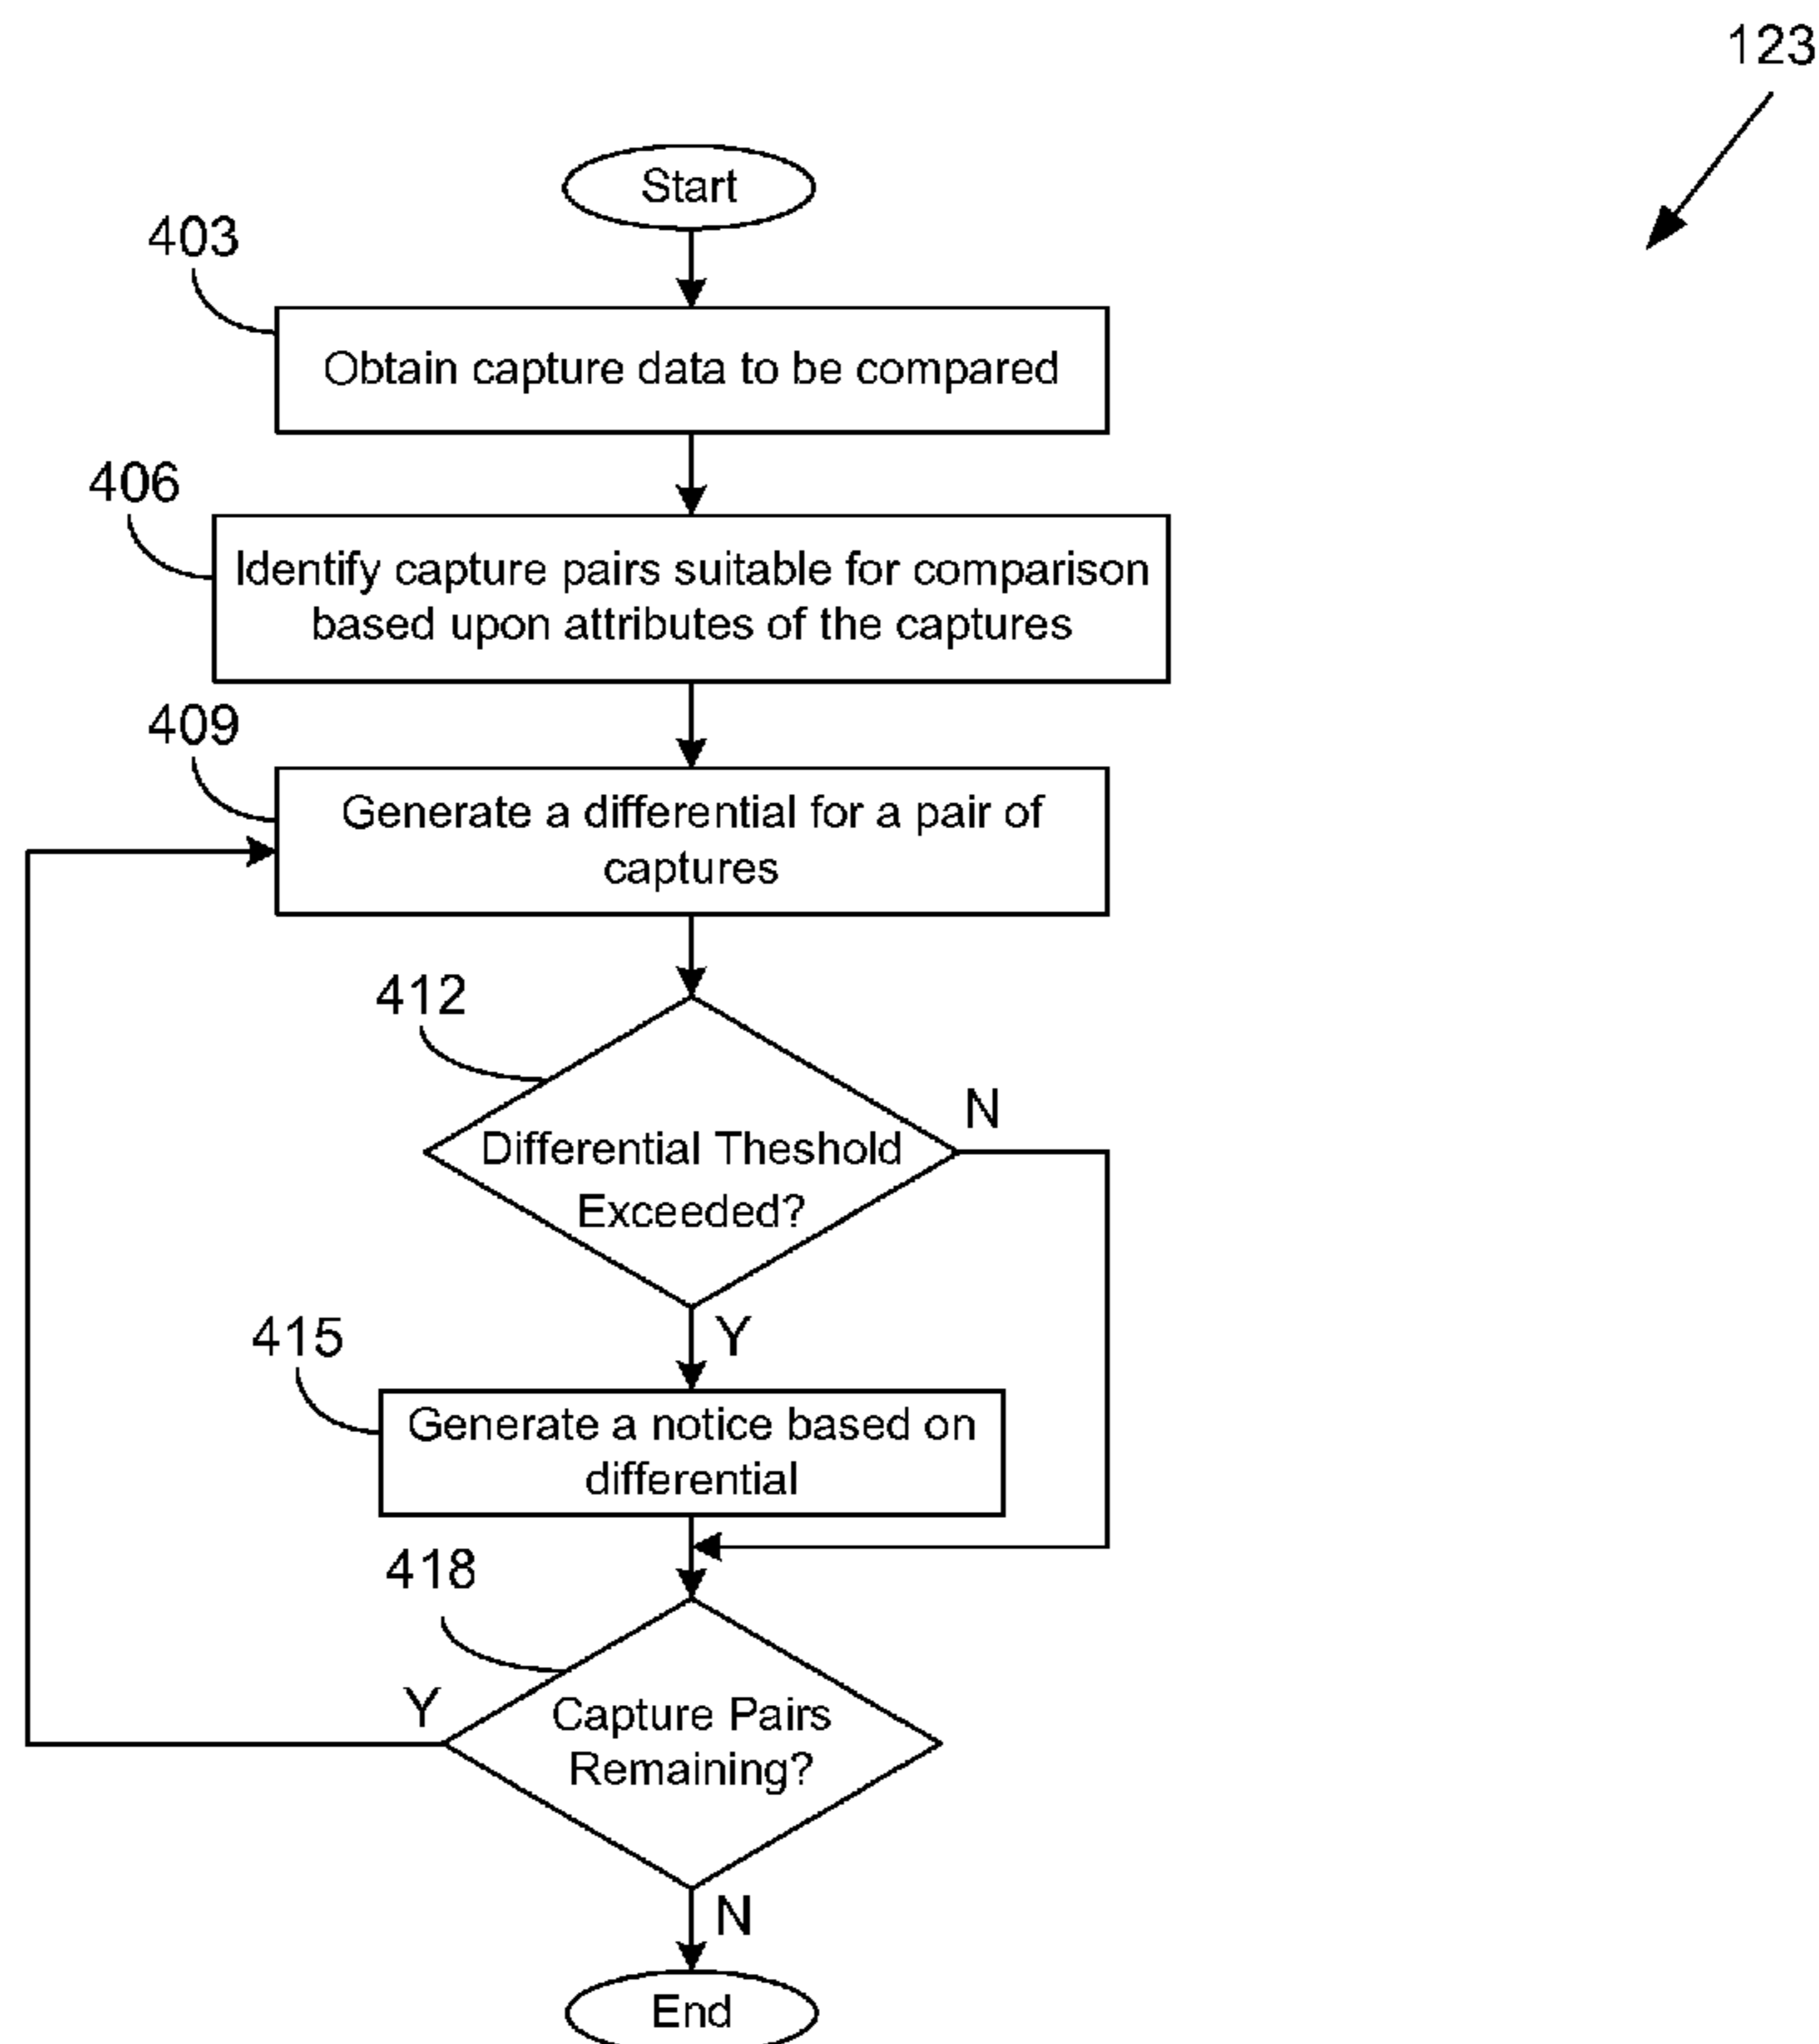 123
Start
403
Obtain capture data to be compared
406
Identify capture pairs suitable for comparison
based upon attributes of the captures
409
Generate a differential for a pair of
captures
412
N
Differential Theshold
Exceeded?
Y
415
Generate a notice based on
differential
418
Y
Capture Pairs
Remaining?
N
End